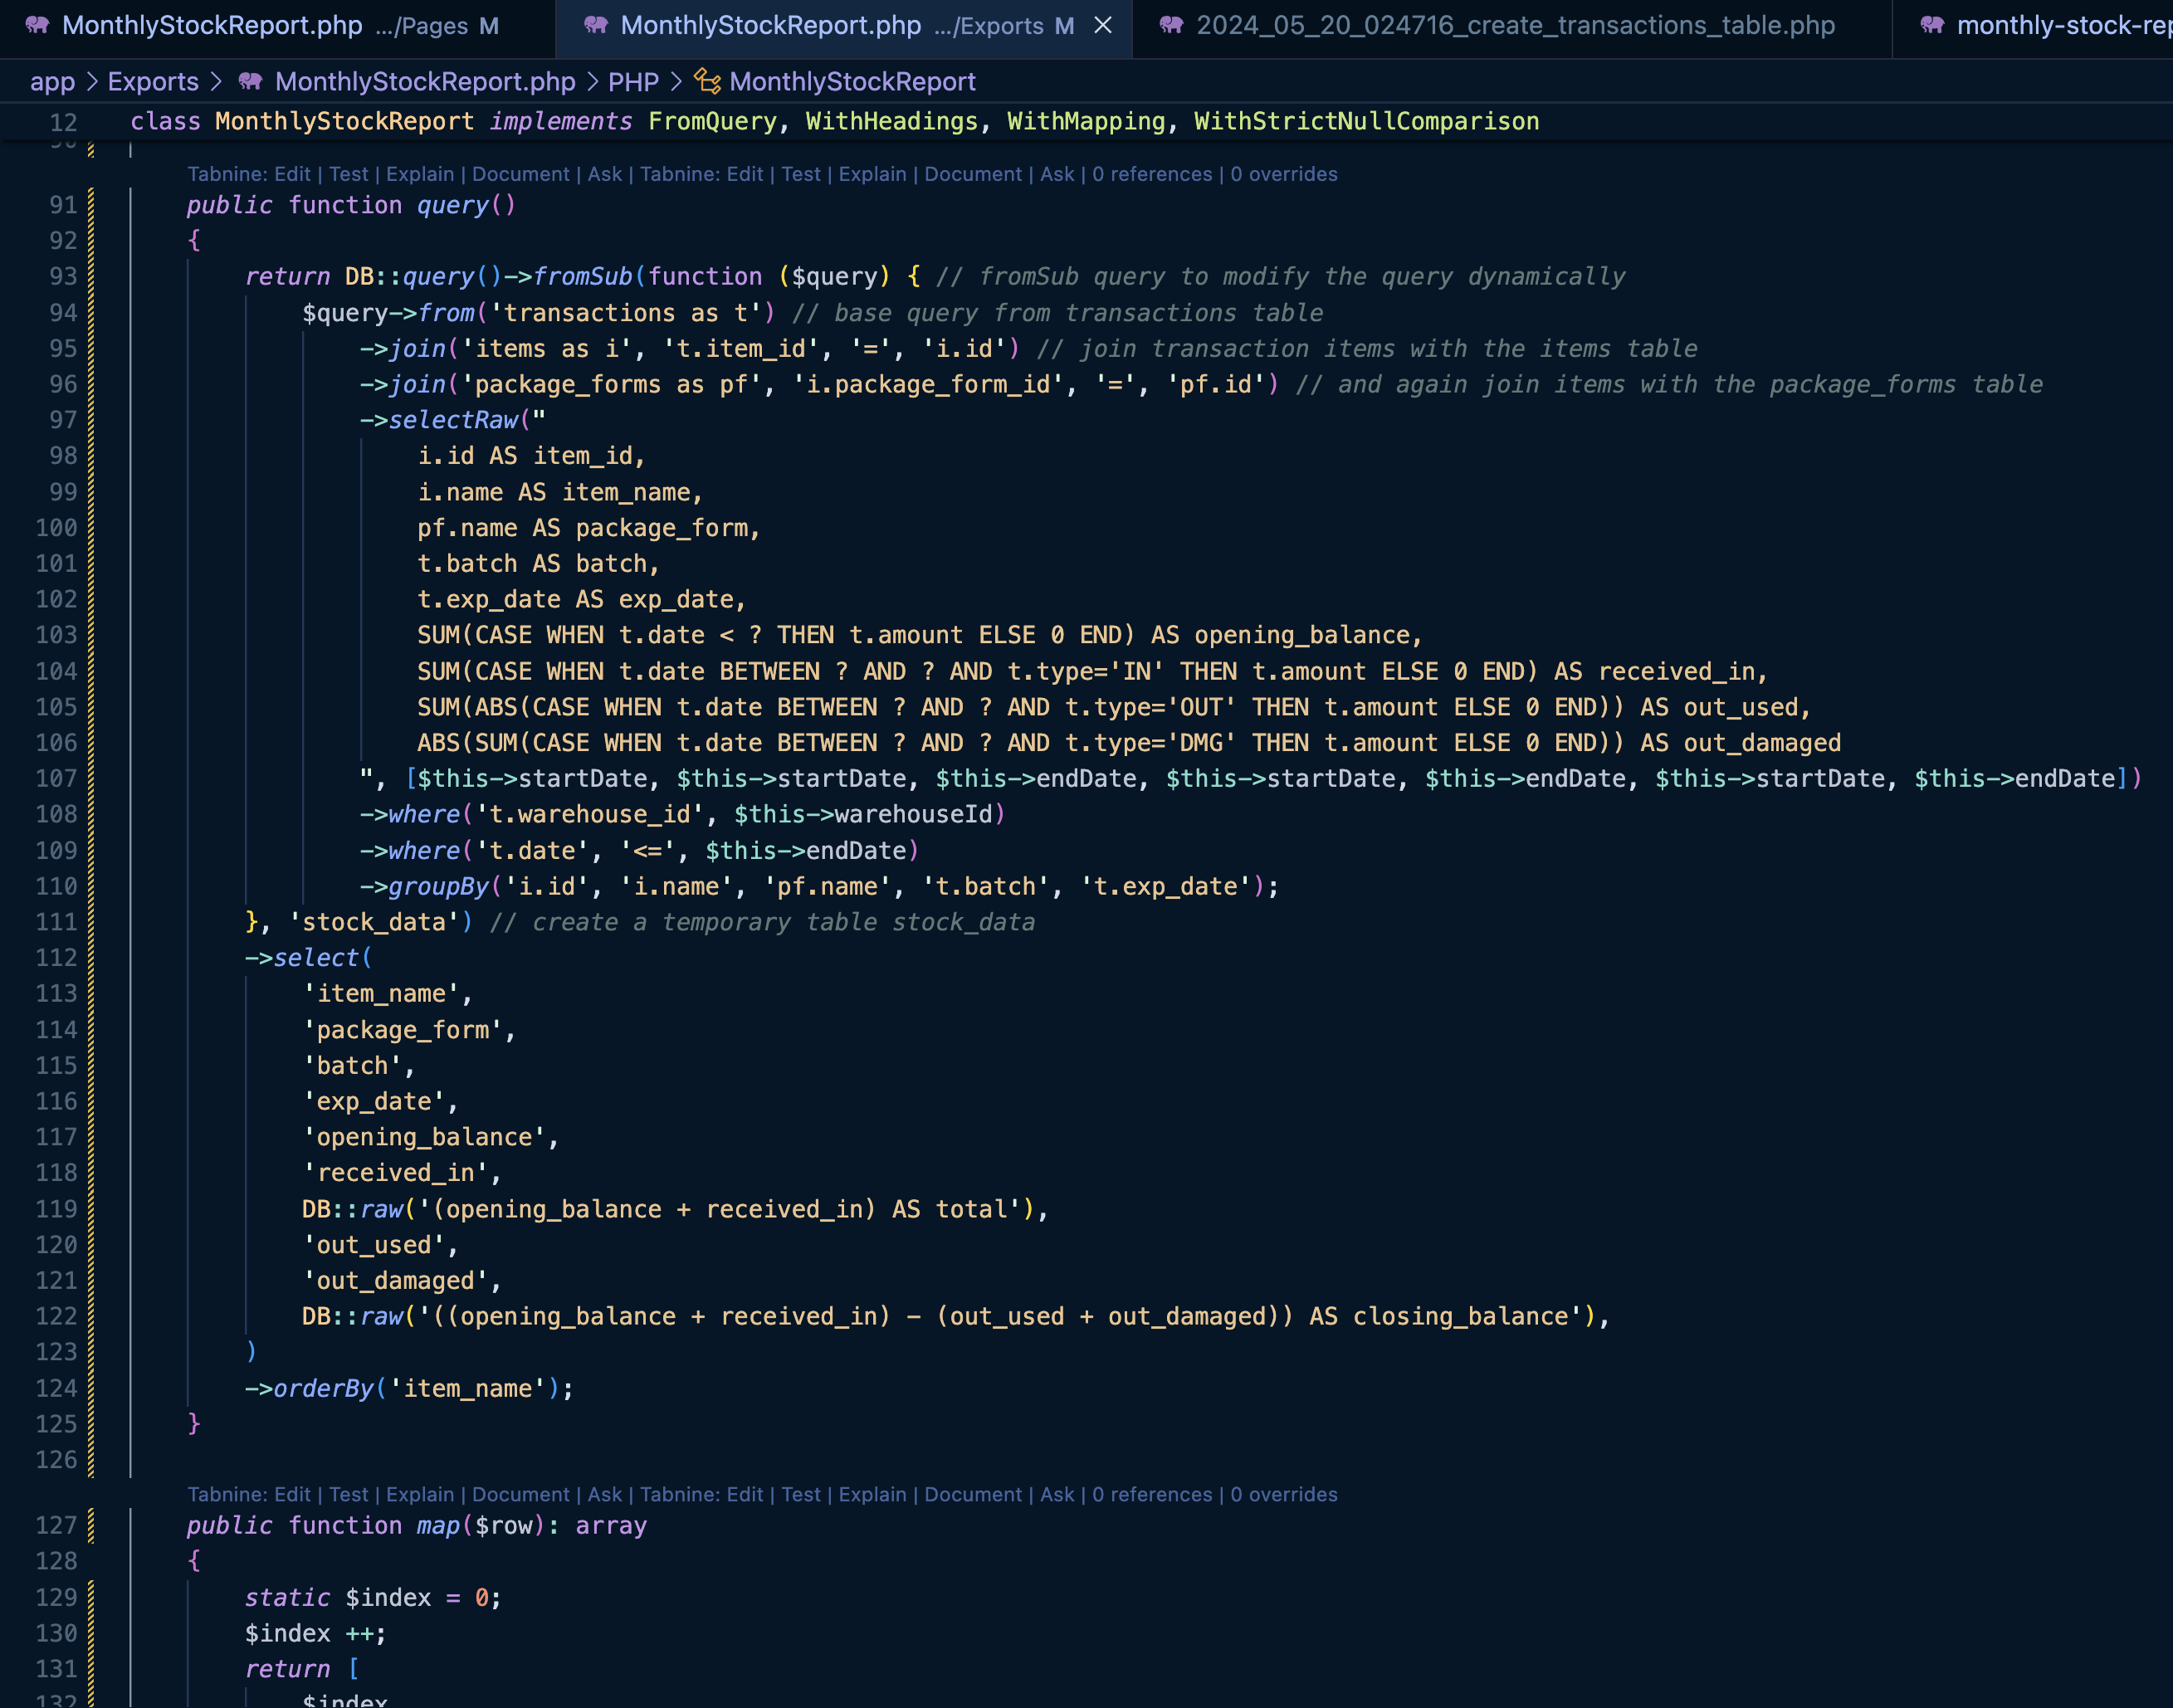 MonthlyStockReport.php .../Pages M MonthlyStockReport.php .../Exports M × 2024_05_20_024716_create_transactions_table.php monthly-stock-rep
app > Exports > MonthlyStockReport.php > PHP > MonthlyStockReport
12 class MonthlyStockReport implements FromQuery, WithHeadings, WithMapping, WithStrictNullComparison
Tabnine: Edit | Test | Explain | Document | Ask | Tabnine: Edit | Test | Explain | Document | Ask | 0 references | 0 overrides
91 public function query()
92 {
93 return DB::query()->fromSub(function ($query) { // fromSub query to modify the query dynamically
94 $query->from('transactions as t') // base query from transactions table
95 ->join('items as i', 't.item_id', '=', 'i.id') // join transaction items with the items table
96 ->join('package_forms as pf', 'i.package_form_id', '=', 'pf.id') // and again join items with the package_forms table
97 ->selectRaw("
98 i.id AS item_id,
99 i.name AS item_name,
100 pf.name AS package_form,
101 t.batch AS batch,
102 t.exp_date AS exp_date,
103 SUM(CASE WHEN t.date < ? THEN t.amount ELSE 0 END) AS opening_balance,
104 SUM(CASE WHEN t.date BETWEEN ? AND ? AND t.type='IN' THEN t.amount ELSE 0 END) AS received_in,
105 SUM(ABS(CASE WHEN t.date BETWEEN ? AND ? AND t.type='OUT' THEN t.amount ELSE 0 END)) AS out_used,
106 ABS(SUM(CASE WHEN t.date BETWEEN ? AND ? AND t.type='DMG' THEN t.amount ELSE 0 END)) AS out_damaged
107 ", [$this->startDate, $this->startDate, $this->endDate, $this->startDate, $this->endDate, $this->startDate, $this->endDate])
108 ->where('t.warehouse_id', $this->warehouseId)
109 ->where('t.date', '<=', $this->endDate)
110 ->groupBy('i.id', 'i.name', 'pf.name', 't.batch', 't.exp_date');
111 }, 'stock_data') // create a temporary table stock_data
112 ->select(
113 'item_name',
114 'package_form',
115 'batch',
116 'exp_date',
117 'opening_balance',
118 'received_in',
119 DB::raw('(opening_balance + received_in) AS total'),
120 'out_used',
121 'out_damaged',
122 DB::raw('((opening_balance + received_in) - (out_used + out_damaged)) AS closing_balance'),
123 )
124 ->orderBy('item_name');
125 }
126
Tabnine: Edit | Test | Explain | Document | Ask | Tabnine: Edit | Test | Explain | Document | Ask | 0 references | 0 overrides
127 public function map($row): array
128 {
129 static $index = 0;
130 $index ++;
131 return [
132 $index